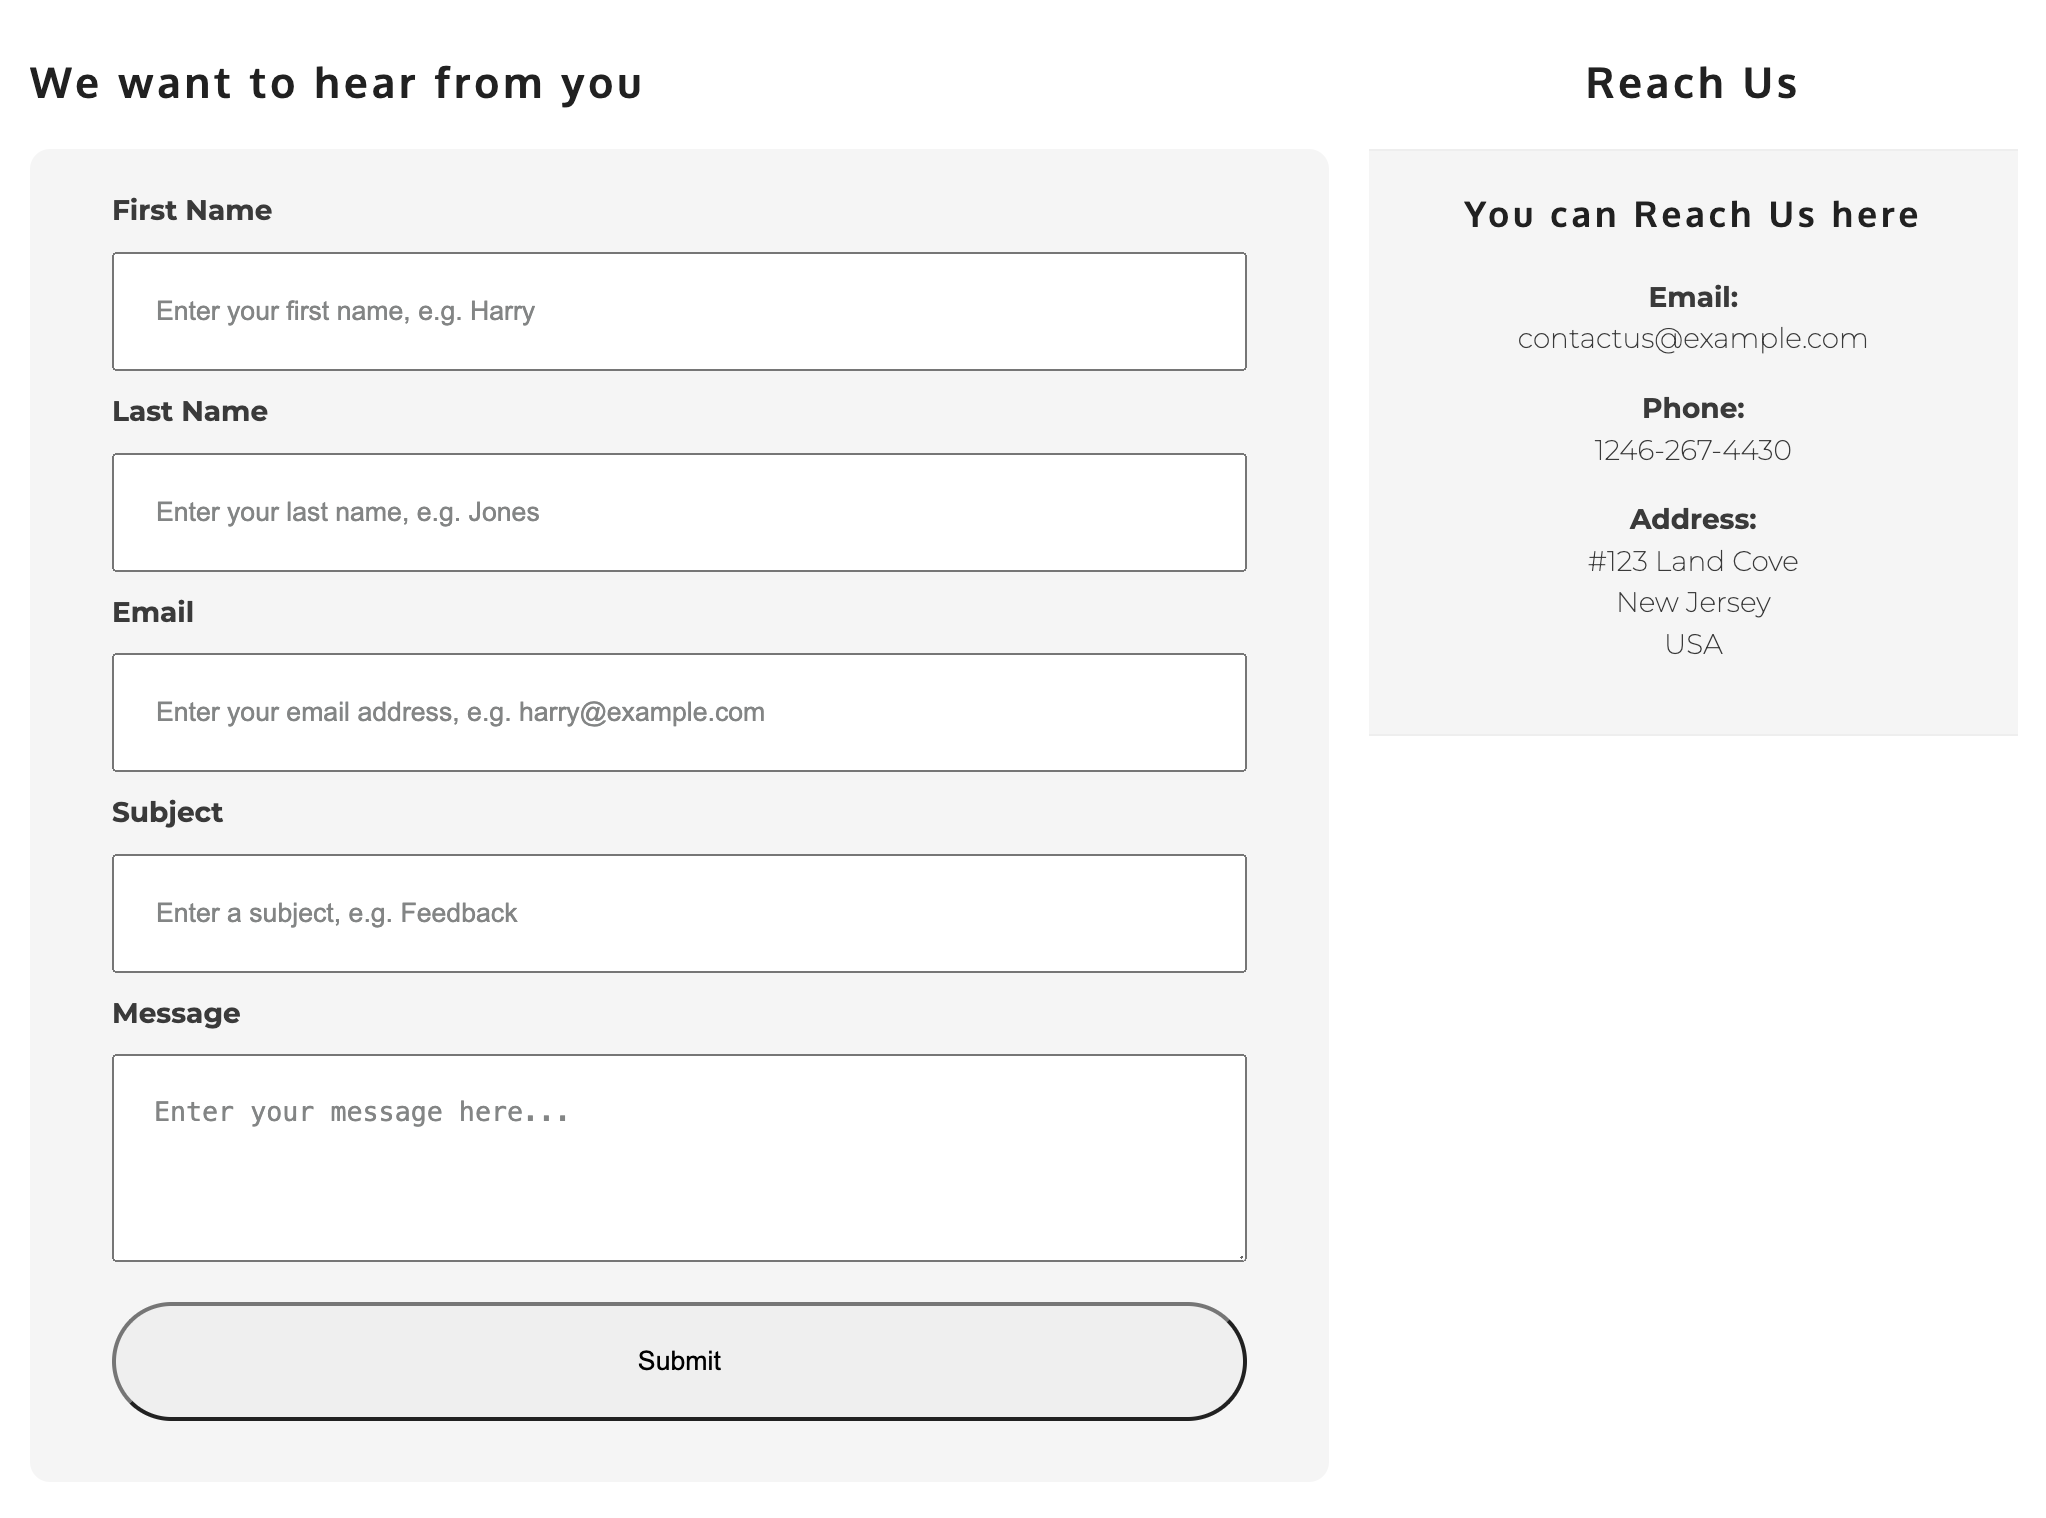 We want to hear from you
First Name
Enter your first name, e.g. Harry
Last Name
Enter your last name, e.g. Jones
Email
Enter your email address, e.g. harry@example.com
Subject
Enter a subject, e.g. Feedback
Message
Enter your message here...
Submit
Reach Us
You can Reach Us here
Email:
contactus@example.com
Phone:
1246-267-4430
Address:
#123 Land Cove
New Jersey
USA